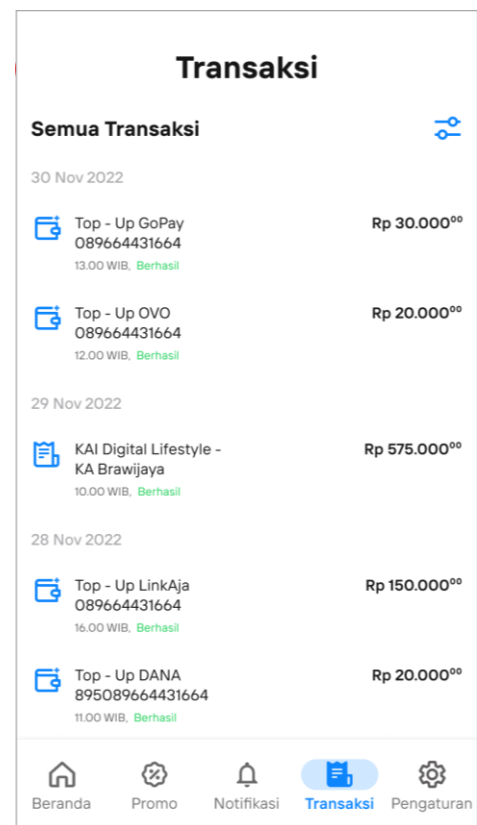 Transaksi
Semua Transaksi
30 Nov 2022
Top - Up GoPay
Rp 30.000⁰⁰
089664431664
13.00 WIB, Berhasil
Top - Up OVO
Rp 20.000⁰⁰
089664431664
12.00 WIB, Berhasil
29 Nov 2022
KAI Digital Lifestyle -
Rp 575.000⁰⁰
KA Brawijaya
10.00 WIB, Berhasil
28 Nov 2022
Top - Up LinkAja
Rp 150.000⁰⁰
089664431664
16.00 WIB, Berhasil
Top - Up DANA
Rp 20.000⁰⁰
895089664431664
11.00 WIB, Berhasil
Beranda Promo Notifikasi Transaksi Pengaturan